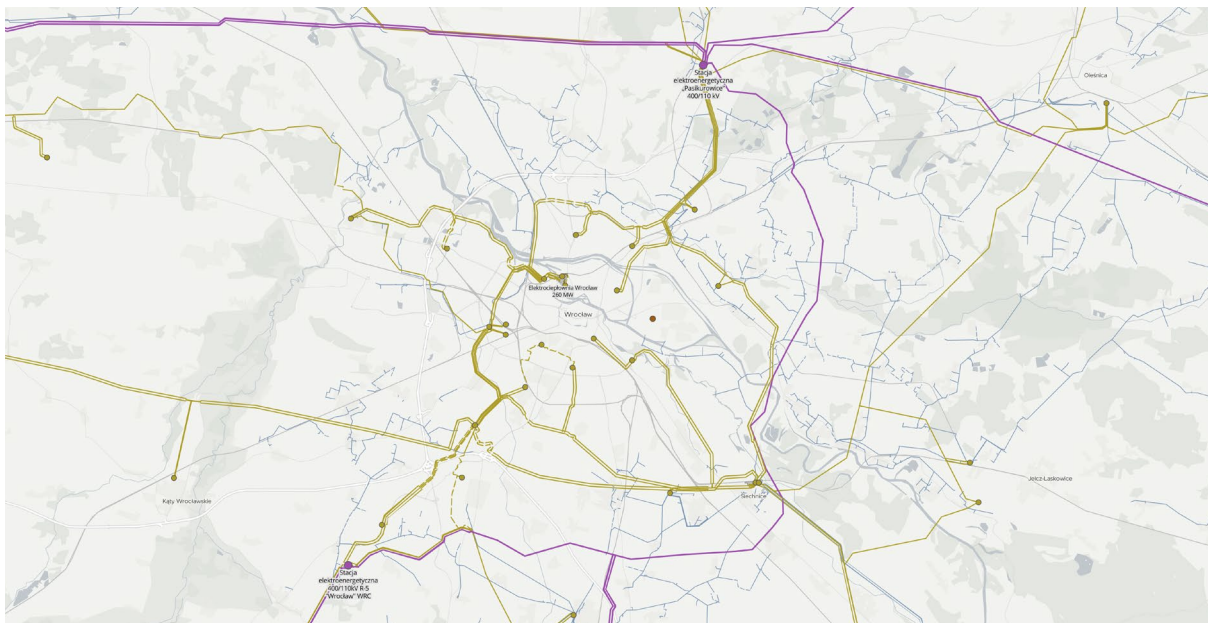 Stacja
elektroenergetyczna
„Pasikurowice"
400/110 kV
Oleśnica
Elektrociepłownia Wrocław
260 MW
Wrocław
Kąty Wrocławskie
Siechnice
Jelcz-Laskowice
Stacja
elektroenergetyczna
400/110kV R-5
"Wrocław" WRC